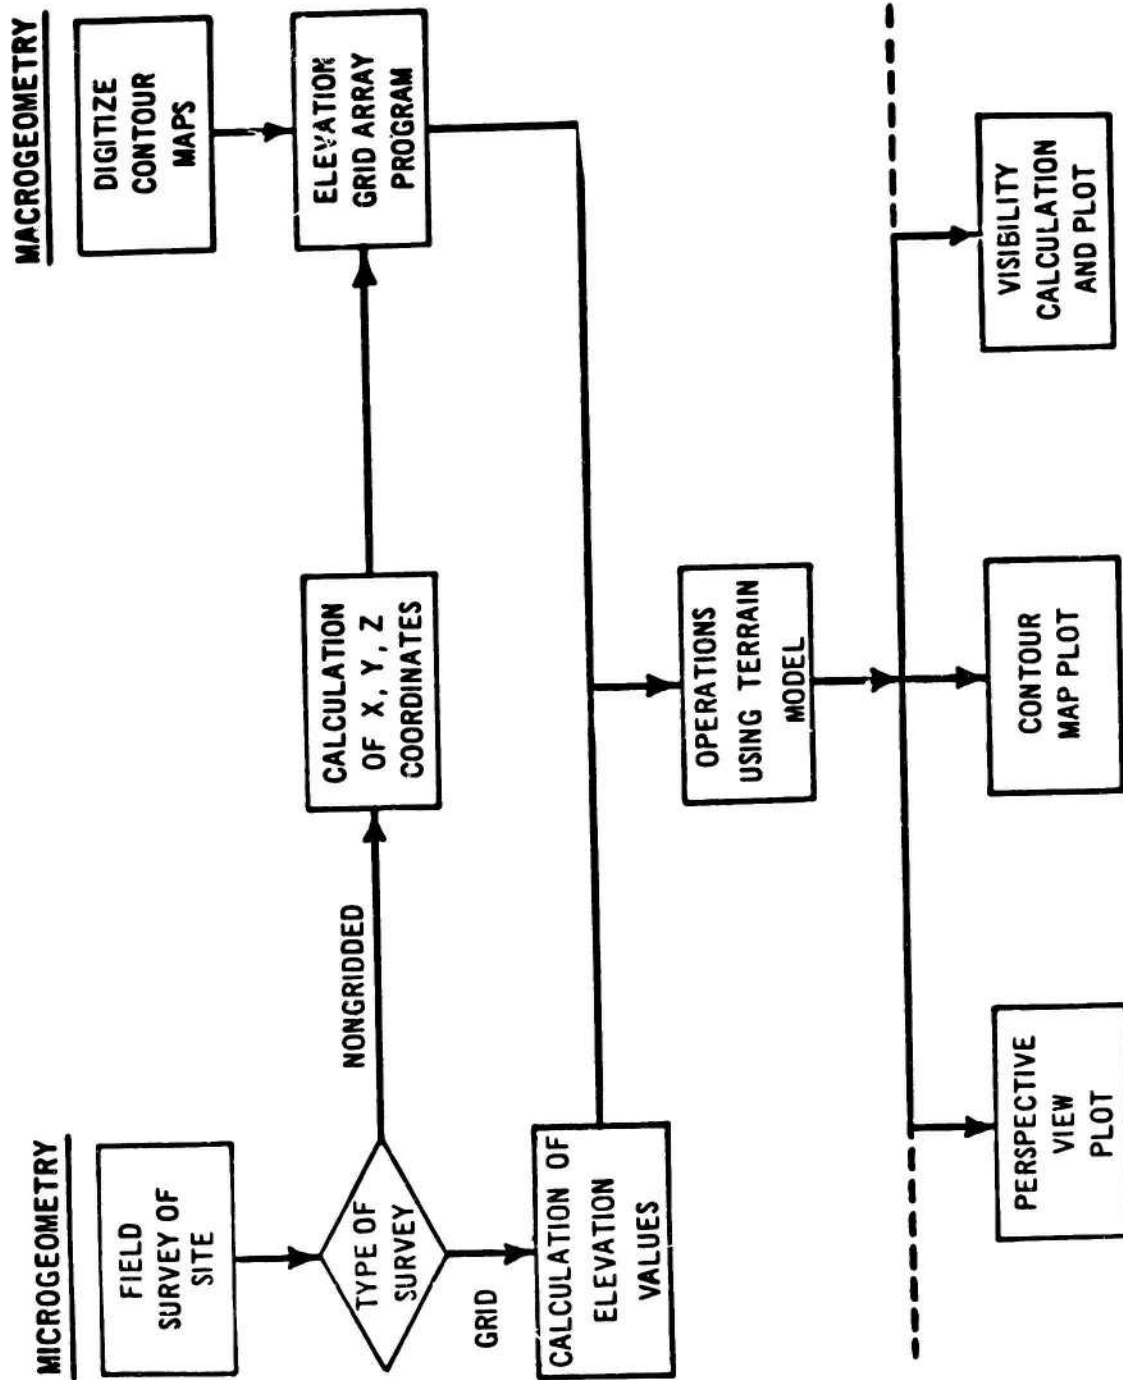 MICROGEOMETRY
MACROGEOMETRY
FIELD
SURVEY OF
SITE
DIGITIZE
CONTOUR
MAPS
TYPE OF
SURVEY
NONGRIDDED
CALCULATION
OF X, Y, Z
COORDINATES
ELEVATION
GRID ARRAY
PROGRAM
GRID
CALCULATION OF
ELEVATION
VALUES
OPERATIONS
USING TERRAIN
MODEL
PERSPECTIVE
VIEW
PLOT
CONTOUR
MAP PLOT
VISIBILITY
CALCULATION
AND PLOT